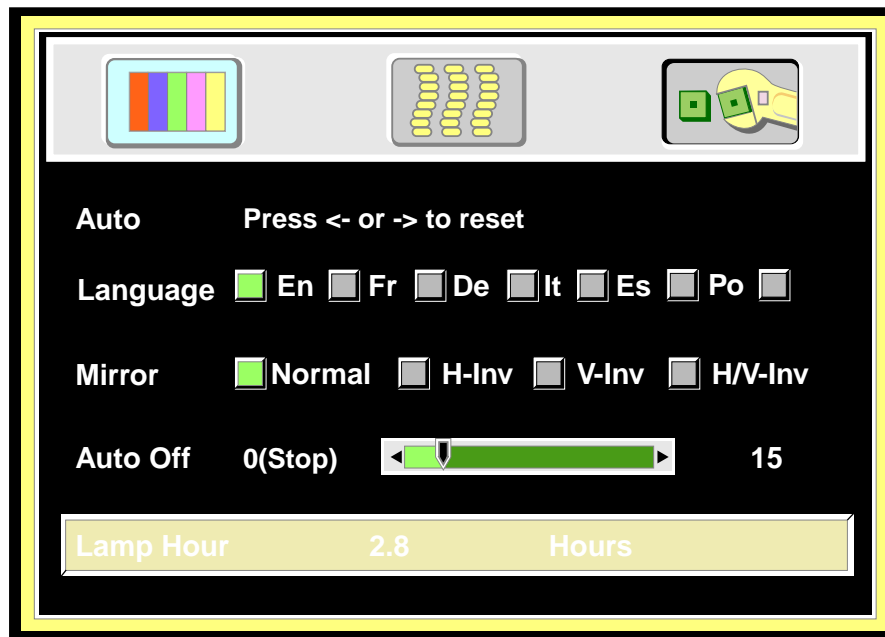 Auto Press <- or -> to reset
Language En Fr De It Es Po
Mirror Normal H-Inv V-Inv H/V-Inv
Auto Off 0(Stop) 15
Lamp Hour 2.8 Hours